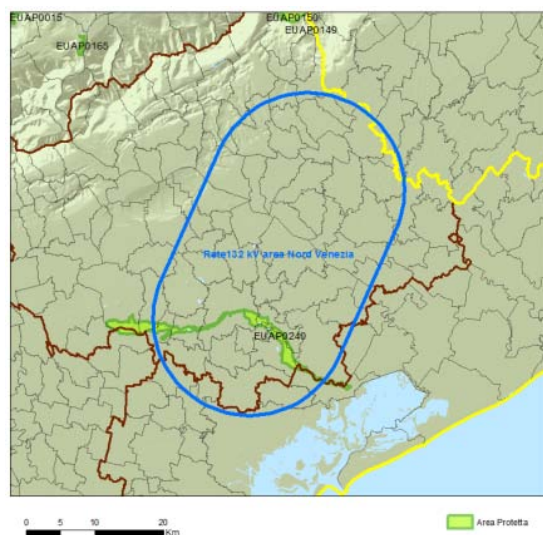 EUAP0015
EUAP0150
EUAP0149
EUAP0165
Rete132 kV area Nord Venezia
EUAP0240
0 5 10 20
Km
Area Protetta